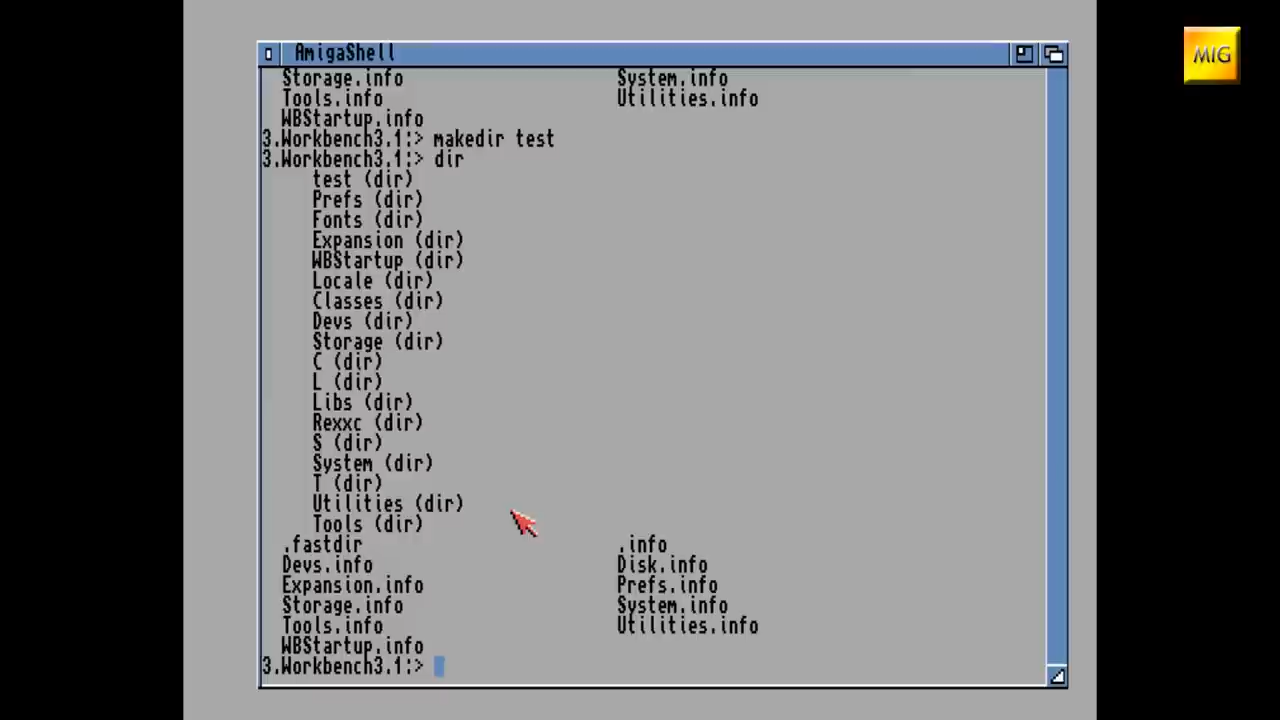 MIG
AmigaShell
Storage.info System.info
Tools.info Utilities.info
WBStartup.info
3.Workbench3.1:> makedir test
3.Workbench3.1:> dir
test (dir)
Prefs (dir)
Fonts (dir)
Expansion (dir)
WBStartup (dir)
Locale (dir)
Classes (dir)
Devs (dir)
Storage (dir)
C (dir)
L (dir)
Libs (dir)
Rexxc (dir)
S (dir)
System (dir)
T (dir)
Utilities (dir)
Tools (dir)
.fastdir .info
Devs.info Disk.info
Expansion.info Prefs.info
Storage.info System.info
Tools.info Utilities.info
WBStartup.info
3.Workbench3.1:>